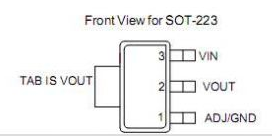 Front View for SOT-223
3 VIN
TAB IS VOUT
2 VOUT
1 ADJ/GND